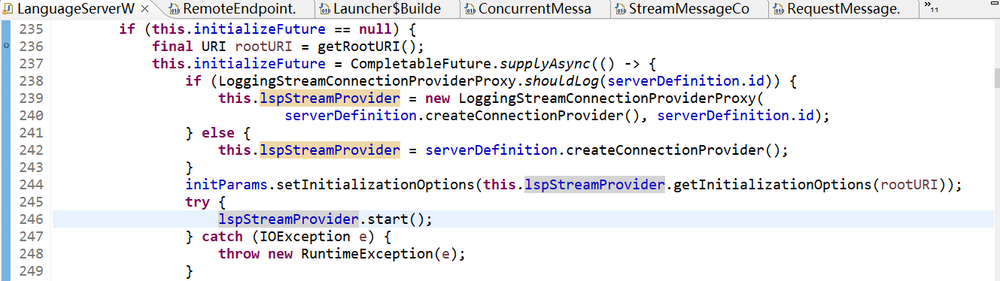 LanguageServerW RemoteEndpoint. Launcher$Builde ConcurrentMessa StreamMessageCo RequestMessage. »11
235 if (this.initializeFuture == null) {
236 final URI rootURI = getRootURI();
237 this.initializeFuture = CompletableFuture.supplyAsync(() -> {
238 if (LoggingStreamConnectionProviderProxy.shouldLog(serverDefinition.id)) {
239 this.lspStreamProvider = new LoggingStreamConnectionProviderProxy(
240 serverDefinition.createConnectionProvider(), serverDefinition.id);
241 } else {
242 this.lspStreamProvider = serverDefinition.createConnectionProvider();
243 }
244 initParams.setInitializationOptions(this.lspStreamProvider.getInitializationOptions(rootURI));
245 try {
246 lspStreamProvider.start();
247 } catch (IOException e) {
248 throw new RuntimeException(e);
249 }